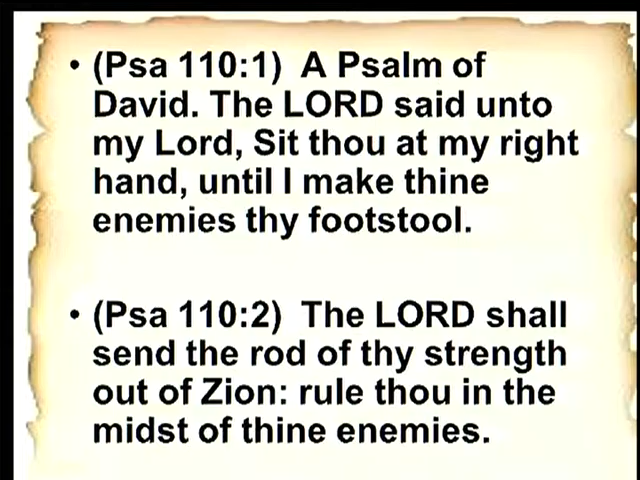 • (Psa 110:1)  A Psalm of
David. The LORD said unto
my Lord, Sit thou at my right
hand, until I make thine
enemies thy footstool.
• (Psa 110:2)  The LORD shall
send the rod of thy strength
out of Zion: rule thou in the
midst of thine enemies.